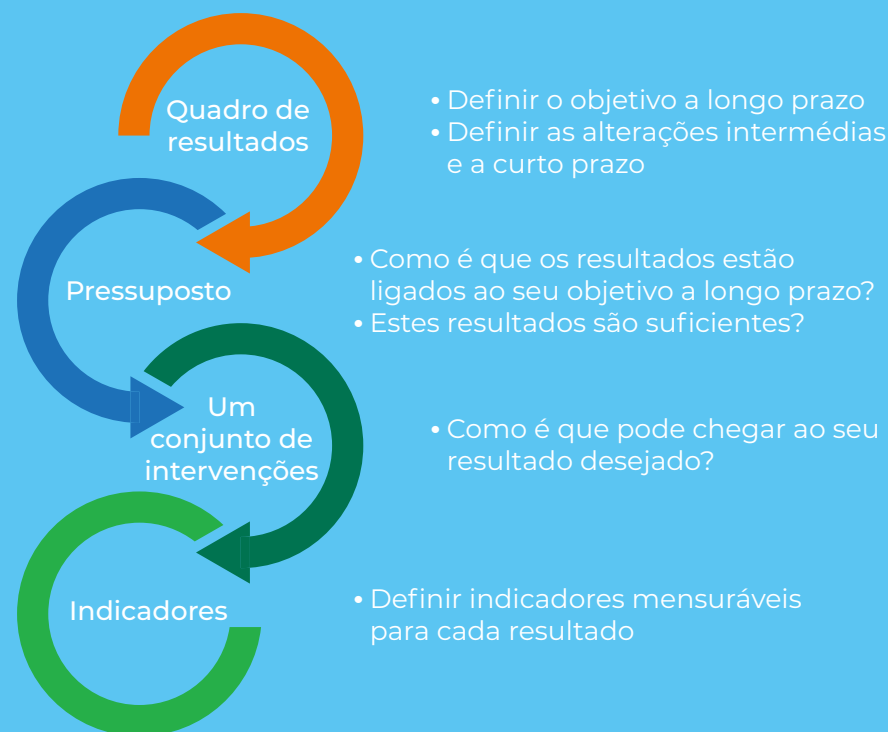 Quadro de
resultados
• Definir o objetivo a longo prazo
• Definir as alterações intermédias
e a curto prazo
Pressuposto
• Como é que os resultados estão
ligados ao seu objetivo a longo prazo?
• Estes resultados são suficientes?
Um
conjunto de
intervenções
• Como é que pode chegar ao seu
resultado desejado?
Indicadores
• Definir indicadores mensuráveis
para cada resultado